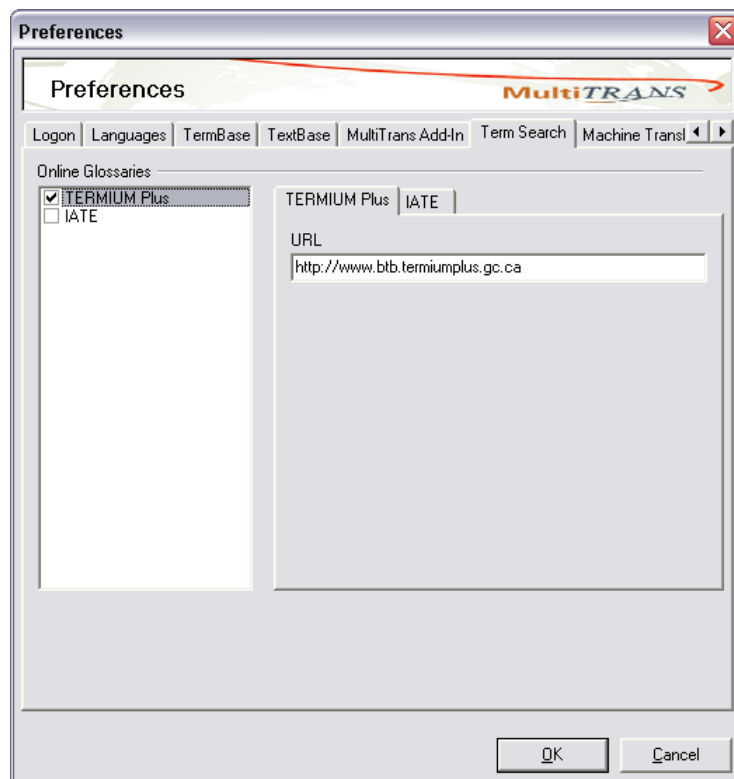 Preferences
Preferences MultiTRANS
Logon Languages TermBase TextBase MultiTrans Add-In Term Search Machine Transl
Online Glossaries
TERMIUM Plus
IATE
TERMIUM Plus IATE
URL
http://www.btb.termiumplus.gc.ca
OK Cancel